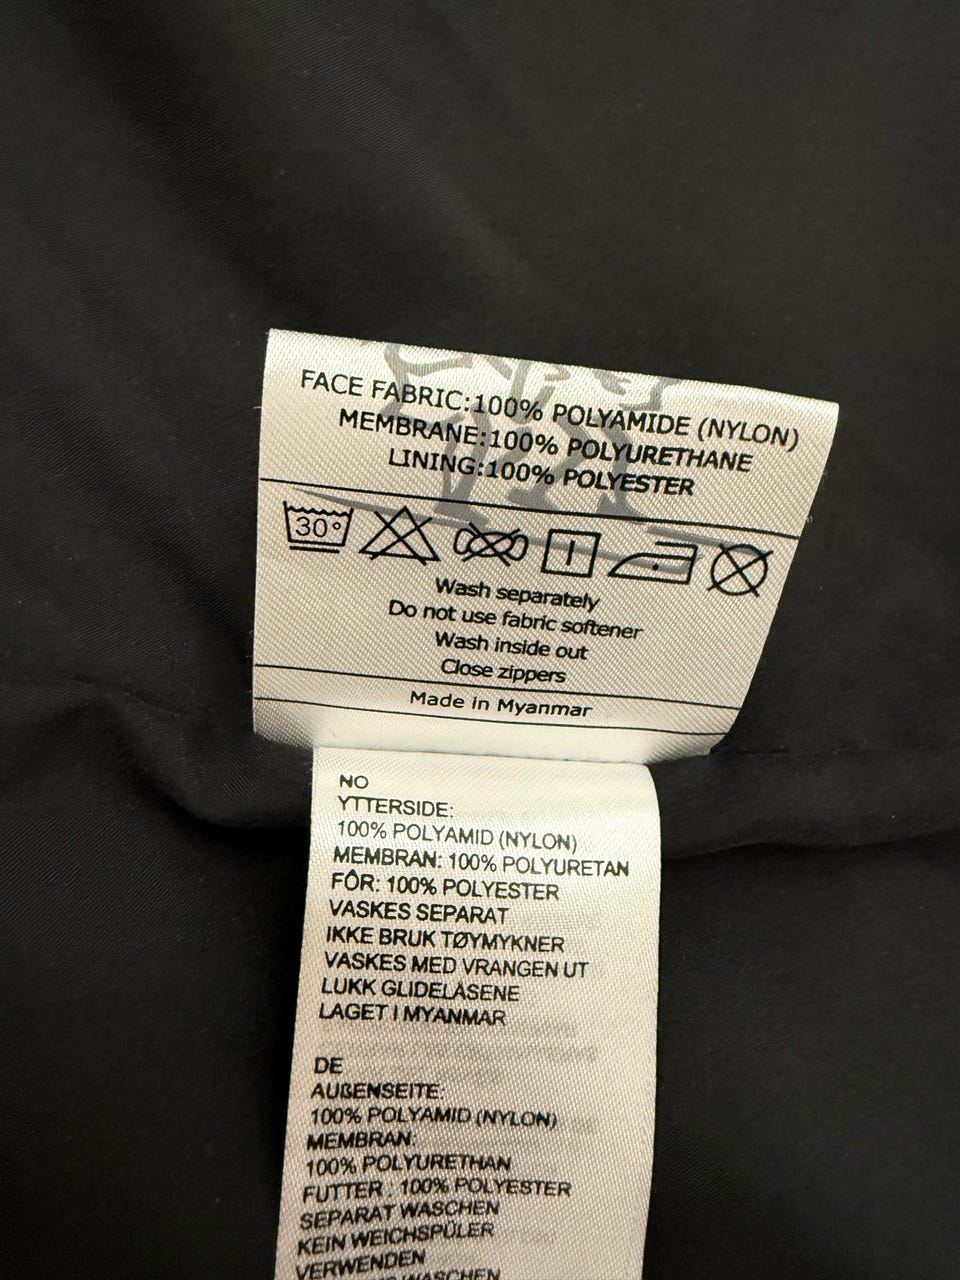 FACE FABRIC:100% POLYAMIDE (NYLON)
MEMBRANE:100% POLYURETHANE
LINING:100% POLYESTER
30°
Wash separately
Do not use fabric softener
Wash inside out
Close zippers
Made in Myanmar
NO
YTTERSIDE:
100% POLYAMID (NYLON)
MEMBRAN: 100% POLYURETAN
FÔR: 100% POLYESTER
VASKES SEPARAT
IKKE BRUK TØYMYKNER
VASKES MED VRANGEN UT
LUKK GLIDELÅSENE
LAGET I MYANMAR
DE
AUßENSEITE:
100% POLYAMID (NYLON)
MEMBRAN:
100% POLYURETHAN
FUTTER : 100% POLYESTER
SEPARAT WASCHEN
KEIN WEICHSPÜLER
VERWENDEN
WASCHEN